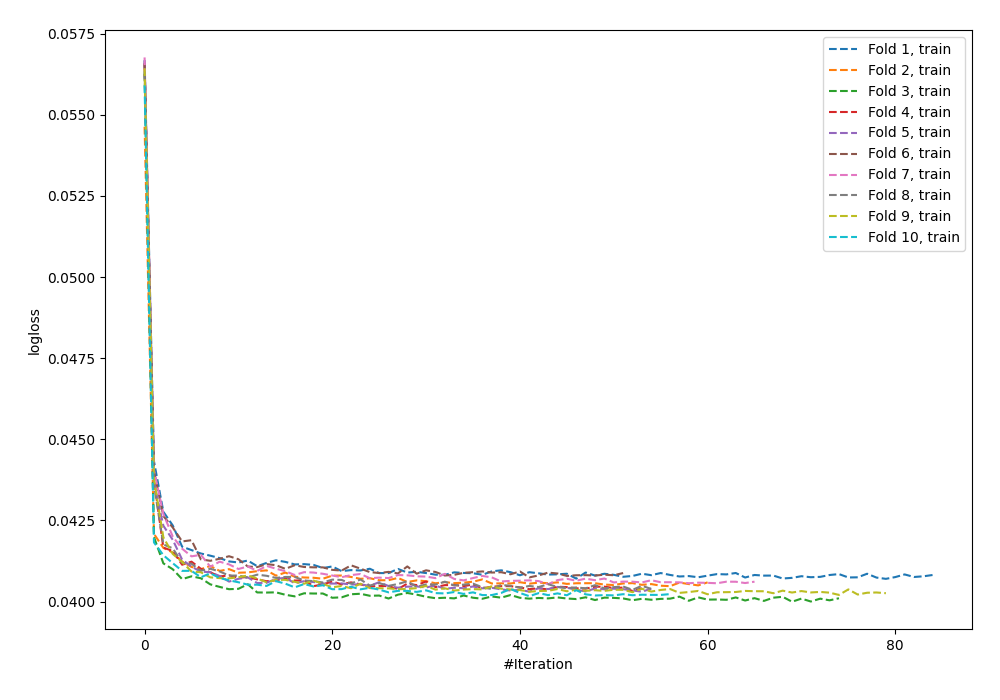 0.0575
0.0550
0.0525
0.0500
0.0475
0.0450
0.0425
0.0400
logloss
0
20
40
60
80
#Iteration
Fold 1, train
Fold 2, train
Fold 3, train
Fold 4, train
Fold 5, train
Fold 6, train
Fold 7, train
Fold 8, train
Fold 9, train
Fold 10, train